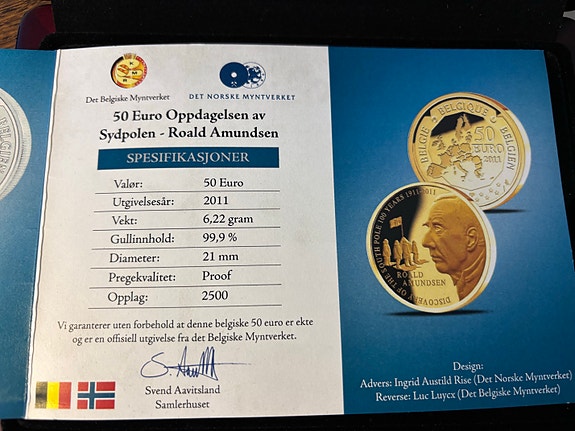 Det Belgiske Myntverket
DET NORSKE MYNTVERKET
50 Euro Oppdagelsen av
Sydpolen - Roald Amundsen
SPESIFIKASJONER
Valør: 50 Euro
Utgivelsesår: 2011
Vekt: 6,22 gram
Gullinnhold: 99,9 %
Diameter: 21 mm
Pregekvalitet: Proof
Opplag: 2500
Vi garanterer uten forbehold at denne belgiske 50 euro er ekte
og er en offisiell utgivelse fra det Belgiske Myntverket.
Svend Aavitsland
Samlerhuset
BELGIË BELGIQUE BELGIEN
50
EURO
2011
DISCOVERY OF THE SOUTH POLE 100 YEARS 1911-2011
ROALD
AMUNDSEN
Design:
Advers: Ingrid Austlid Rise (Det Norske Myntverket)
Reverse: Luc Luycx (Det Belgiske Myntverket)